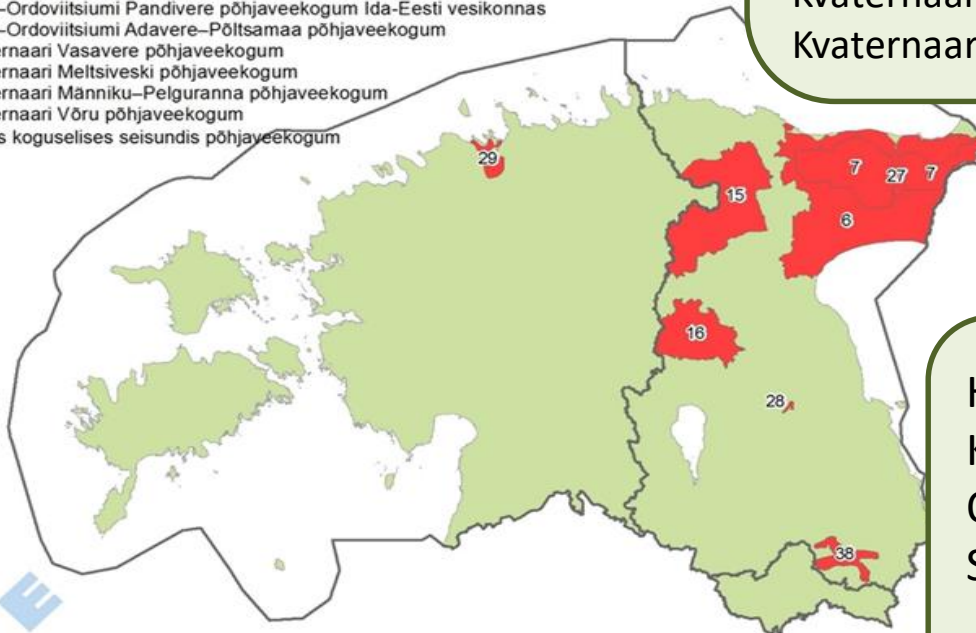 –Ordoviitsiumi Pandivere põhjaveekogum Ida-Eesti vesikonnas
–Ordoviitsiumi Adavere–Põltsamaa põhjaveekogum
ernaari Vasavere põhjaveekogum
ernaari Meltsiveski põhjaveekogum
ernaari Männiku–Pelguranna põhjaveekogum
ernaari Võru põhjaveekogum
s koguselises seisundis põhjaveekogum
Kvaternaar
29
7
27
7
15
6
16
28
38